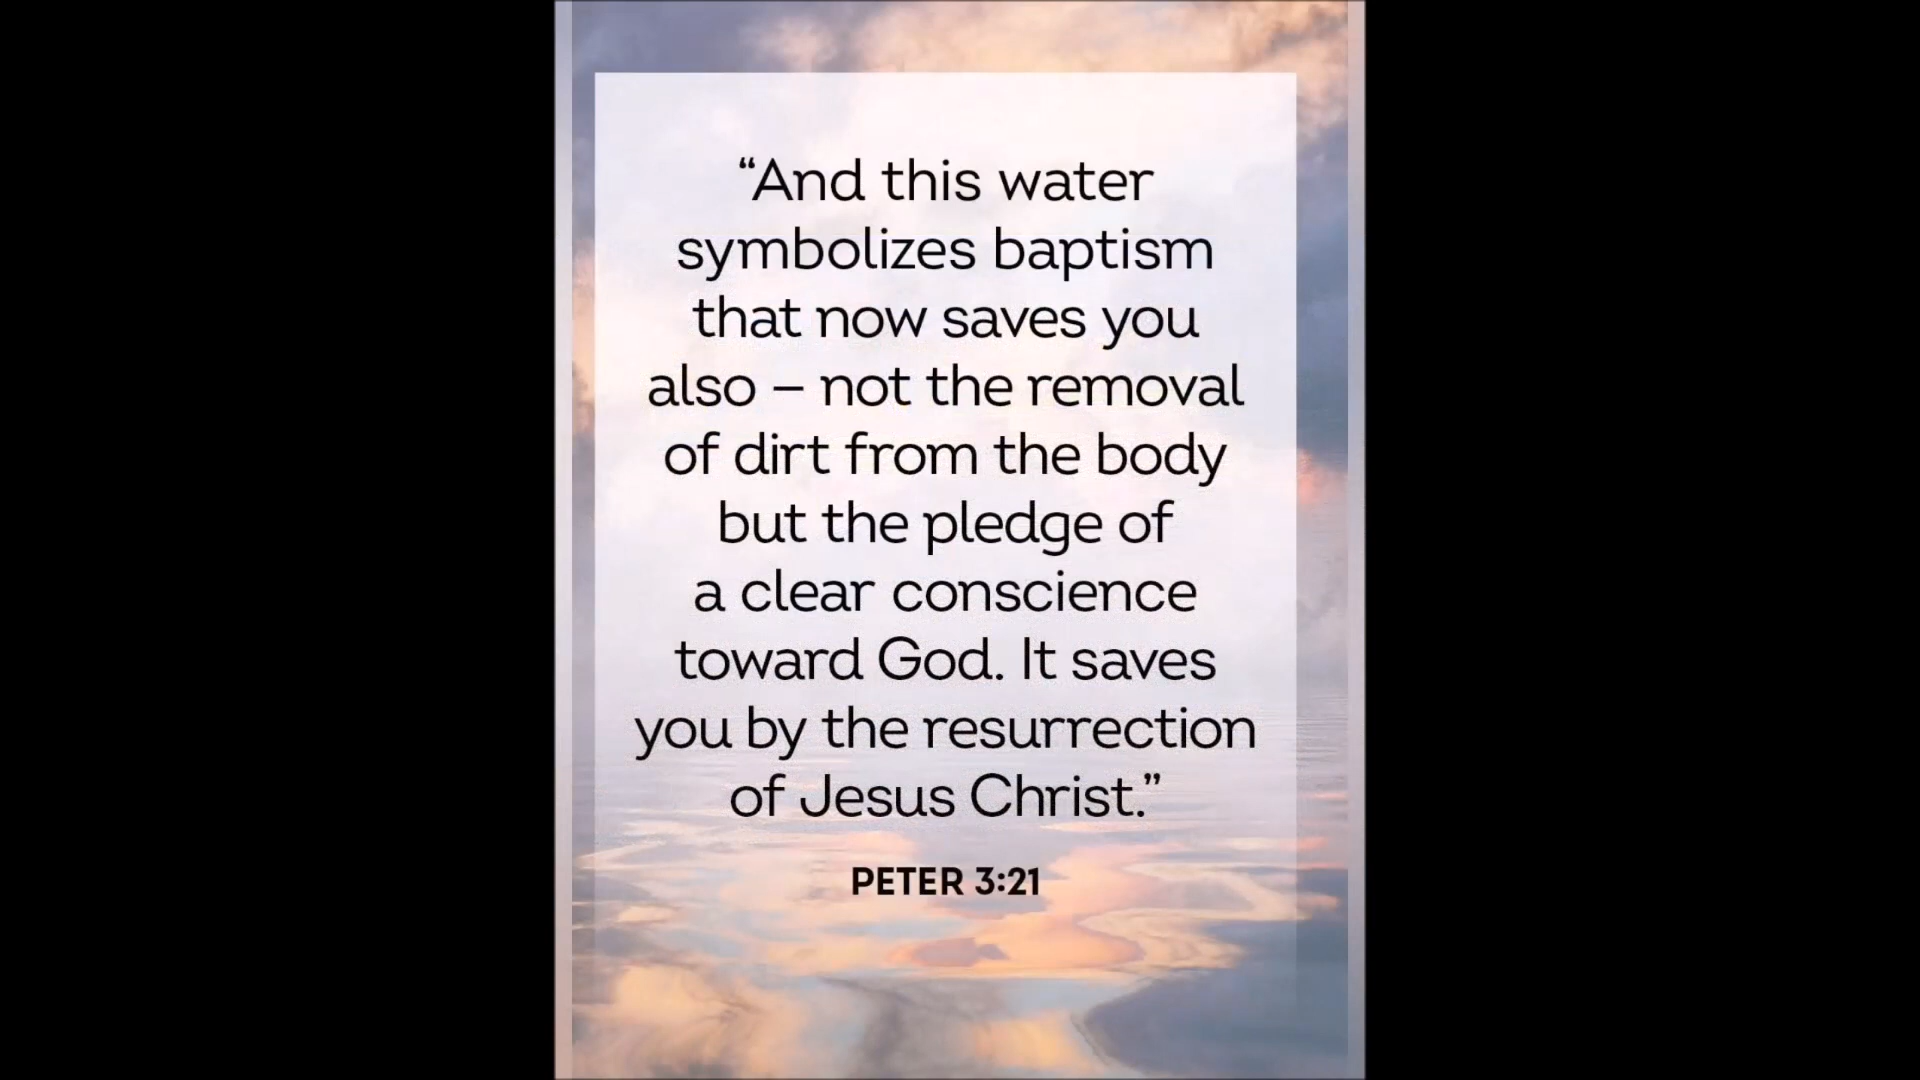 “And this water
symbolizes baptism
that now saves you
also – not the removal
of dirt from the body
but the pledge of
a clear conscience
toward God. It saves
you by the resurrection
of Jesus Christ.”
PETER 3:21